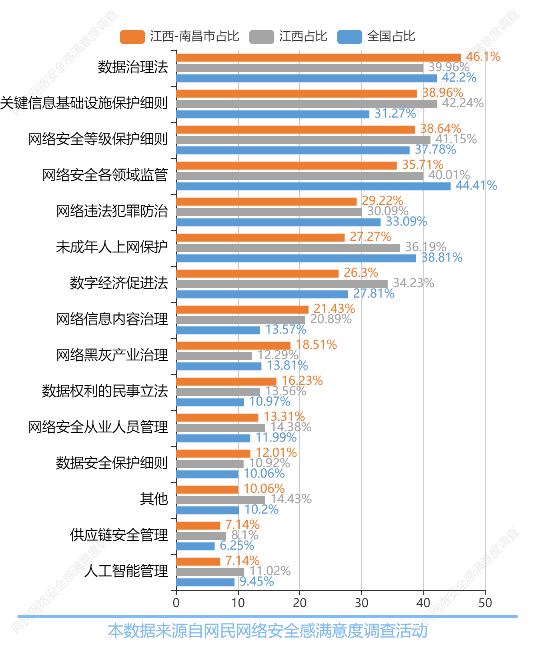 江西-南昌市占比 江西占比 全国占比
数据治理法 46.1% 39.96% 42.2%
关键信息基础设施保护细则 38.96% 42.24% 31.27%
网络安全等级保护细则 38.64% 41.15% 37.78%
网络安全各领域监管 35.71% 40.01% 44.41%
网络违法犯罪防治 29.22% 30.09% 33.09%
未成年人上网保护 27.27% 36.19% 38.81%
数字经济促进法 26.3% 34.23% 27.81%
网络信息内容治理 21.43% 20.89% 13.57%
网络黑灰产业治理 18.51% 12.29% 13.81%
数据权利的民事立法 16.23% 13.56% 10.97%
网络安全从业人员管理 13.31% 14.38% 11.99%
数据安全保护细则 12.01% 10.92% 10.06%
其他 10.06% 14.43% 10.2%
供应链安全管理 7.14% 8.1% 6.25%
人工智能管理 7.14% 11.02% 9.45%
0 10 20 30 40 50
本数据来源自网民网络安全感满意度调查活动